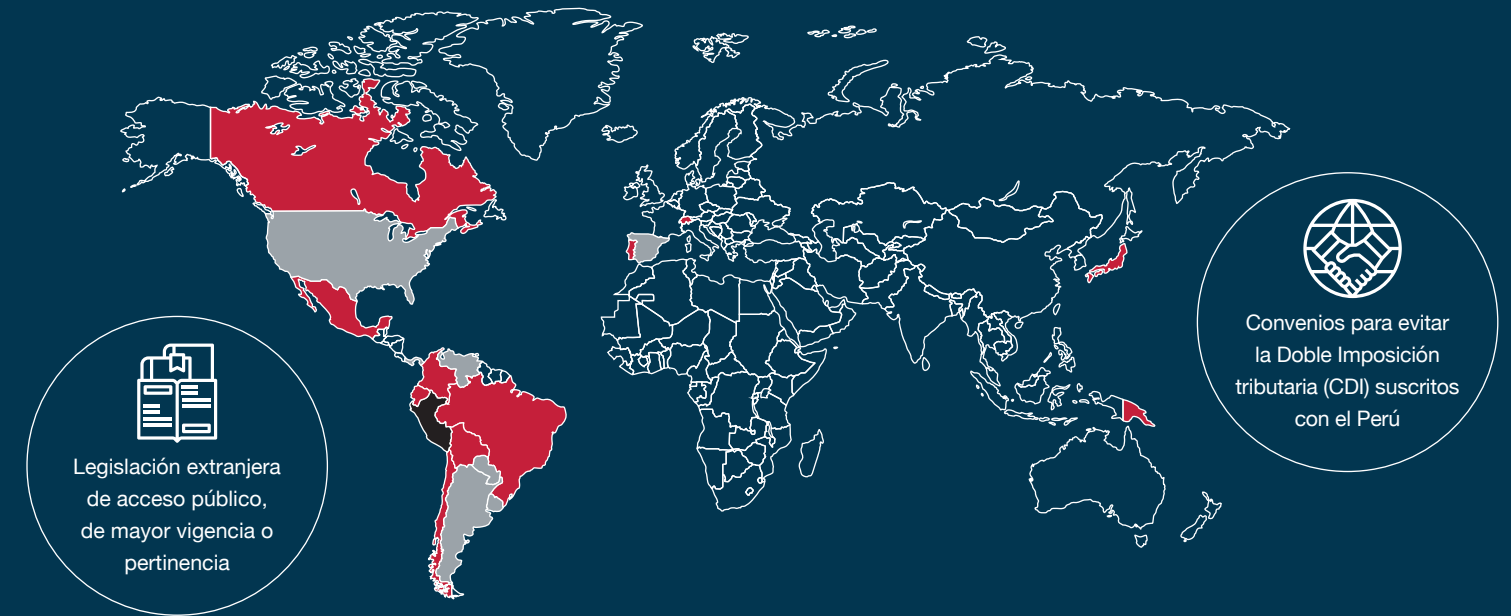 Legislación extranjera
de acceso público,
de mayor vigencia o
pertinencia
Convenios para evitar
la Doble Imposición
tributaria (CDI) suscritos
con el Perú